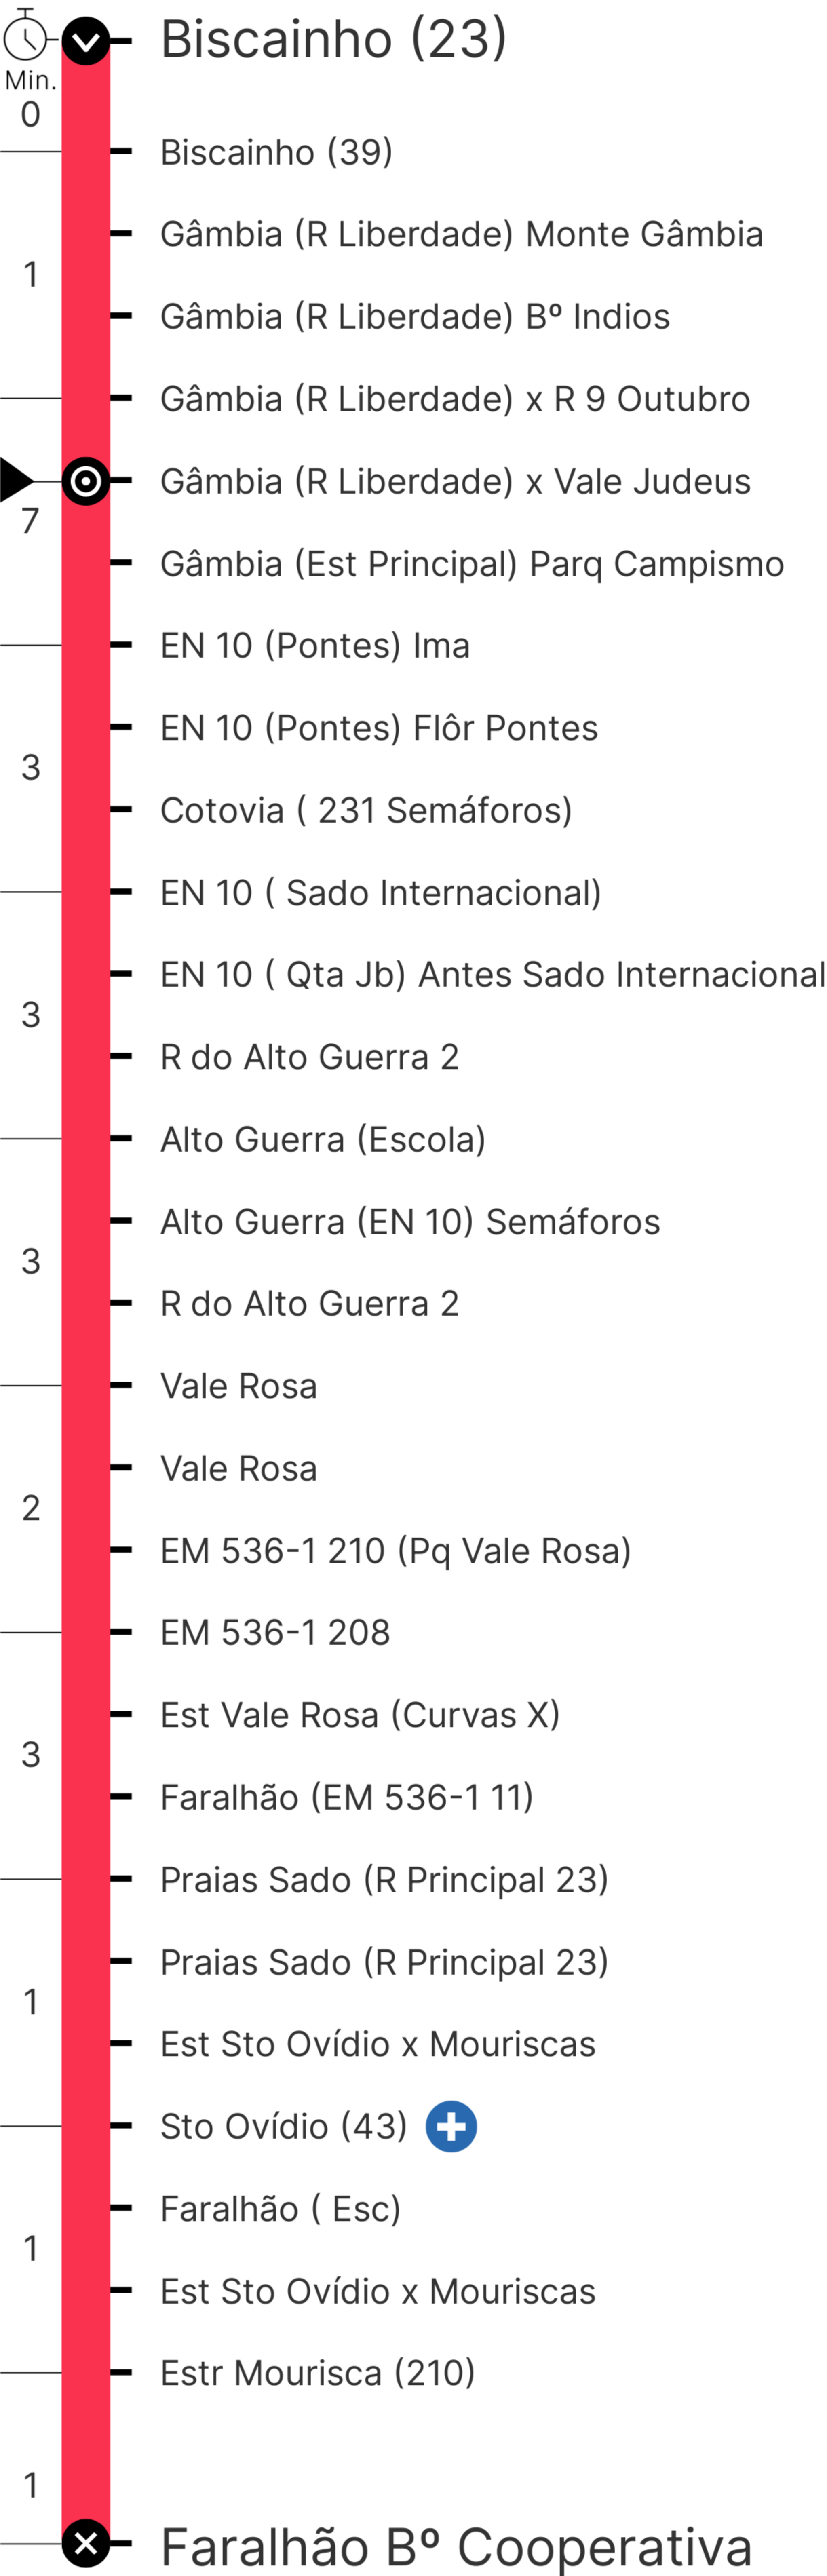 Biscainho (23)
Min.
0
Biscainho (39)
Gâmbia (R Liberdade) Monte Gâmbia
1
Gâmbia (R Liberdade) Bº Indios
Gâmbia (R Liberdade) x R 9 Outubro
Gâmbia (R Liberdade) x Vale Judeus
7
Gâmbia (Est Principal) Parq Campismo
EN 10 (Pontes) Ima
EN 10 (Pontes) Flôr Pontes
3
Cotovia ( 231 Semáforos)
EN 10 ( Sado Internacional)
EN 10 ( Qta Jb) Antes Sado Internacional
3
R do Alto Guerra 2
Alto Guerra (Escola)
Alto Guerra (EN 10) Semáforos
3
R do Alto Guerra 2
Vale Rosa
Vale Rosa
2
EM 536-1 210 (Pq Vale Rosa)
EM 536-1 208
Est Vale Rosa (Curvas X)
3
Faralhão (EM 536-1 11)
Praias Sado (R Principal 23)
Praias Sado (R Principal 23)
1
Est Sto Ovídio x Mouriscas
Sto Ovídio (43)
Faralhão ( Esc)
1
Est Sto Ovídio x Mouriscas
Estr Mourisca (210)
1
Faralhão Bº Cooperativa